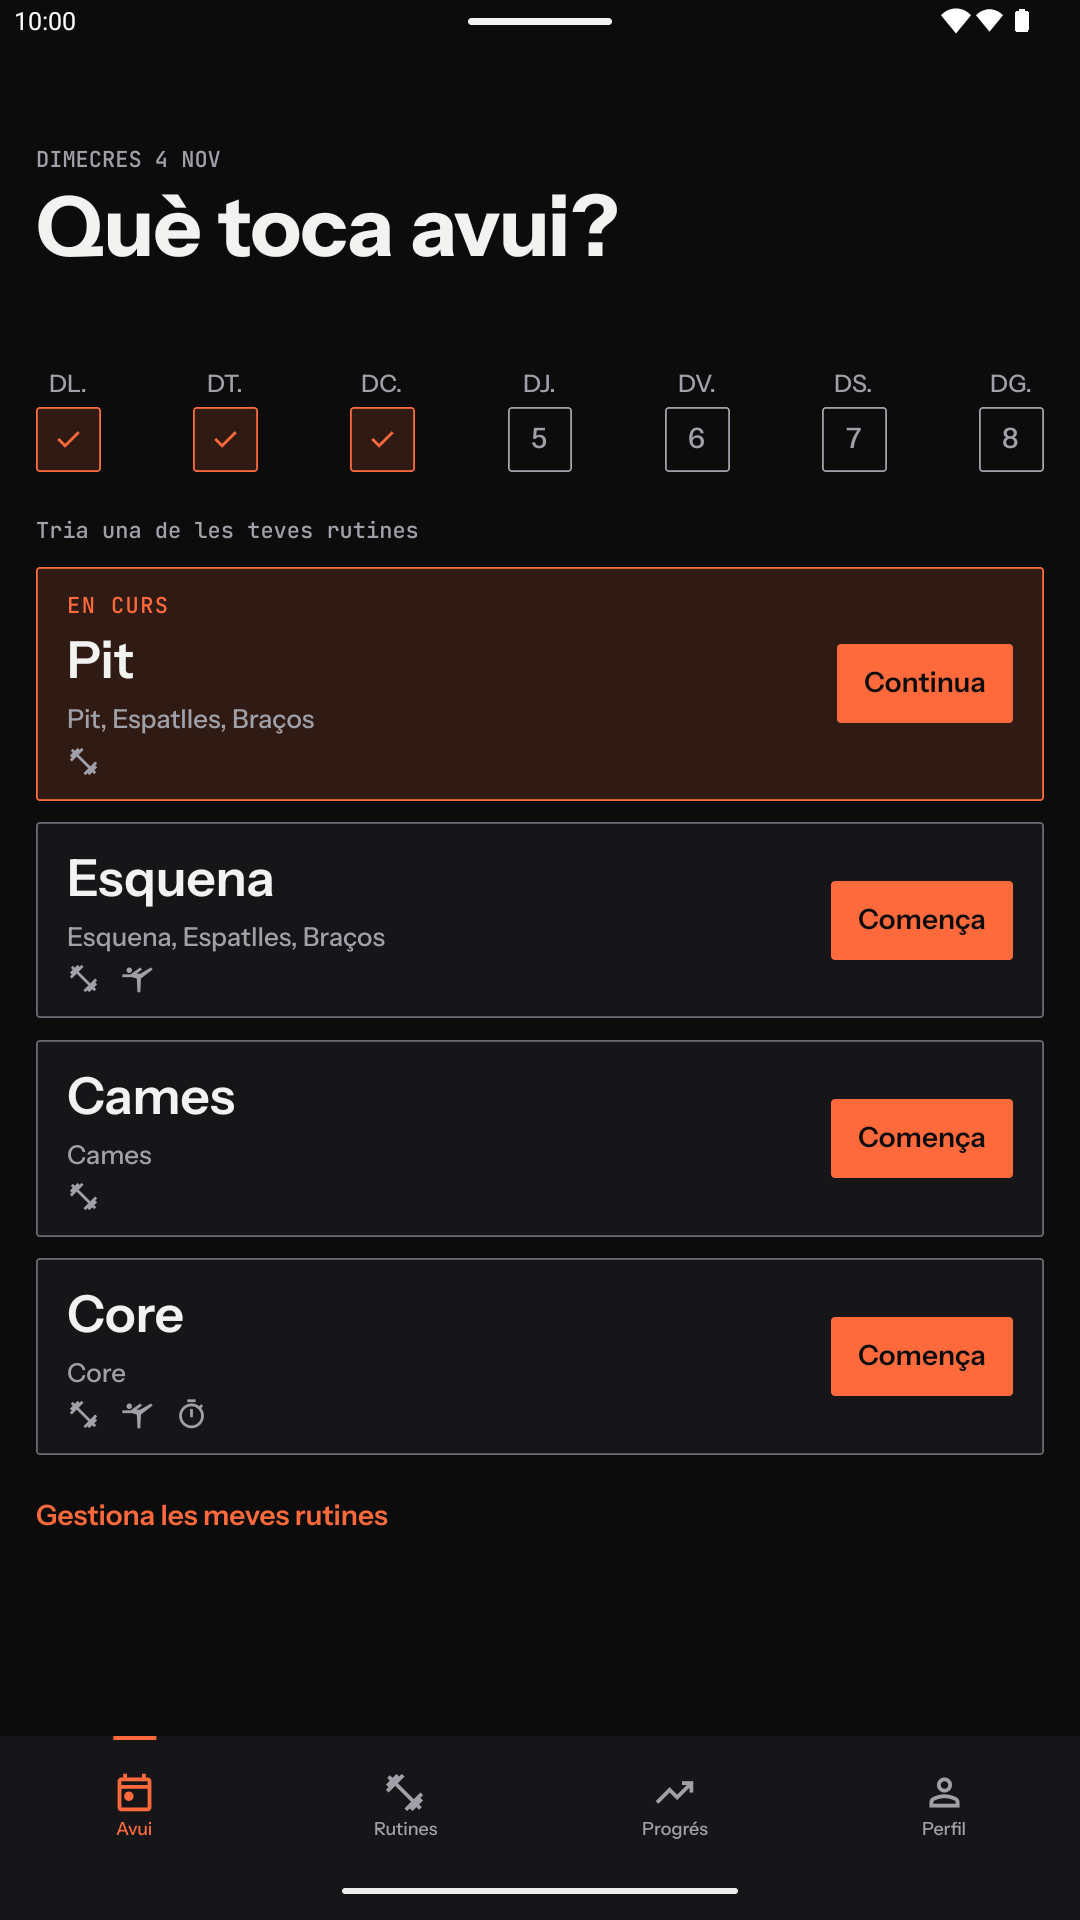 10:00
DIMECRES 4 NOV
Què toca avui?
DL. DT. DC. DJ. DV. DS. DG.
5 6 7 8
Tria una de les teves rutines
EN CURS
Pit
Continua
Pit, Espatlles, Braços
Esquena
Comença
Esquena, Espatlles, Braços
Cames
Comença
Cames
Core
Comença
Core
Gestiona les meves rutines
Avui Rutines Progrés Perfil